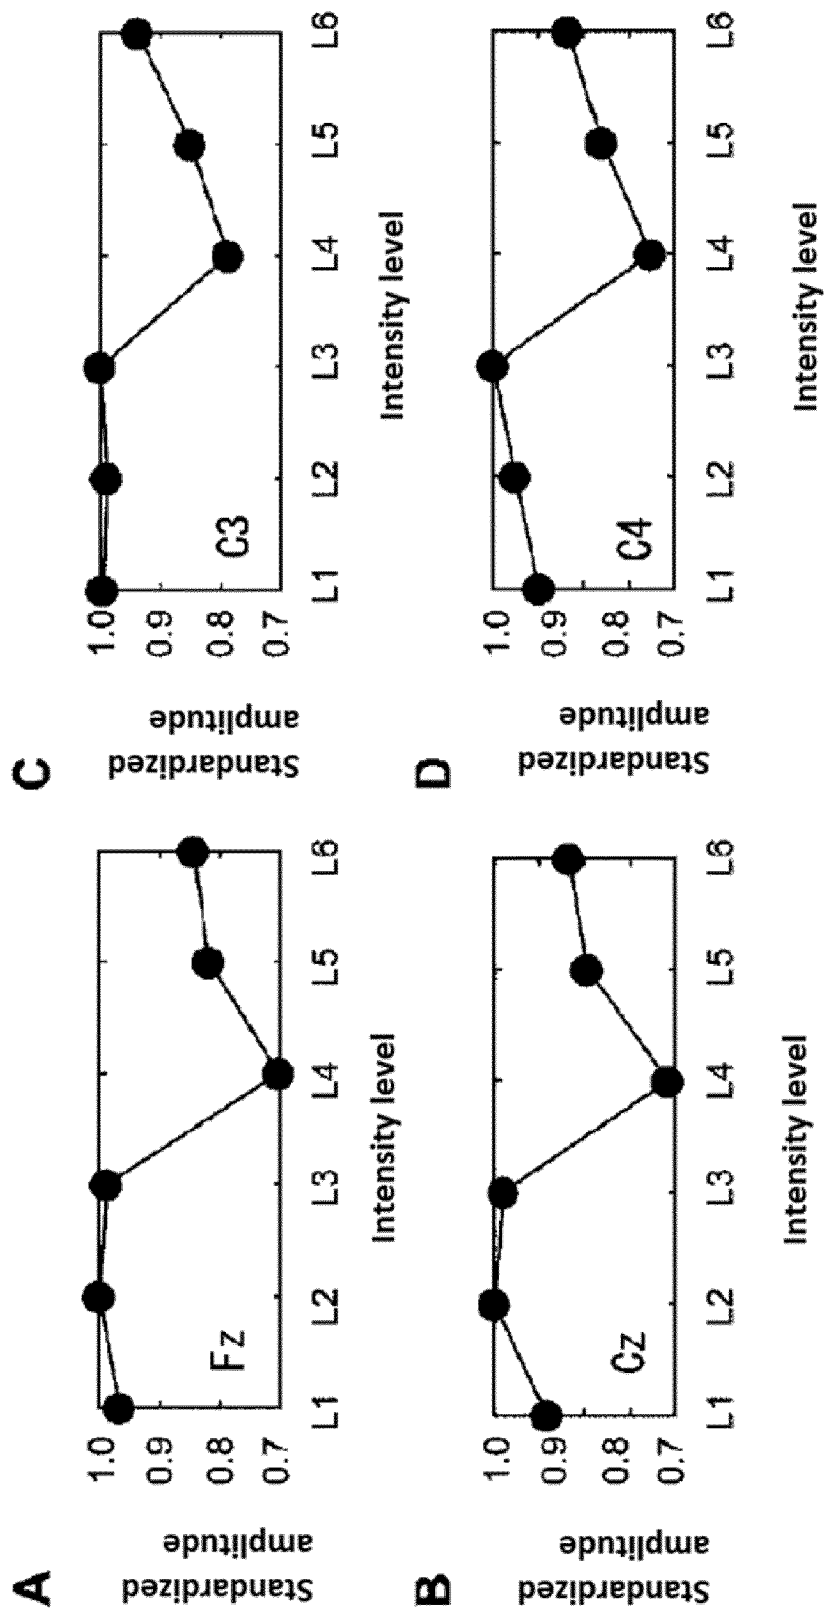 A
Standardized
amplitude
1.0
0.9
0.8
0.7
Fz
L1 L2 L3 L4 L5 L6
Intensity level
B
Standardized
amplitude
1.0
0.9
0.8
0.7
Cz
L1 L2 L3 L4 L5 L6
Intensity level
C
Standardized
amplitude
1.0
0.9
0.8
0.7
C3
L1 L2 L3 L4 L5 L6
Intensity level
D
Standardized
amplitude
1.0
0.9
0.8
0.7
C4
L1 L2 L3 L4 L5 L6
Intensity level